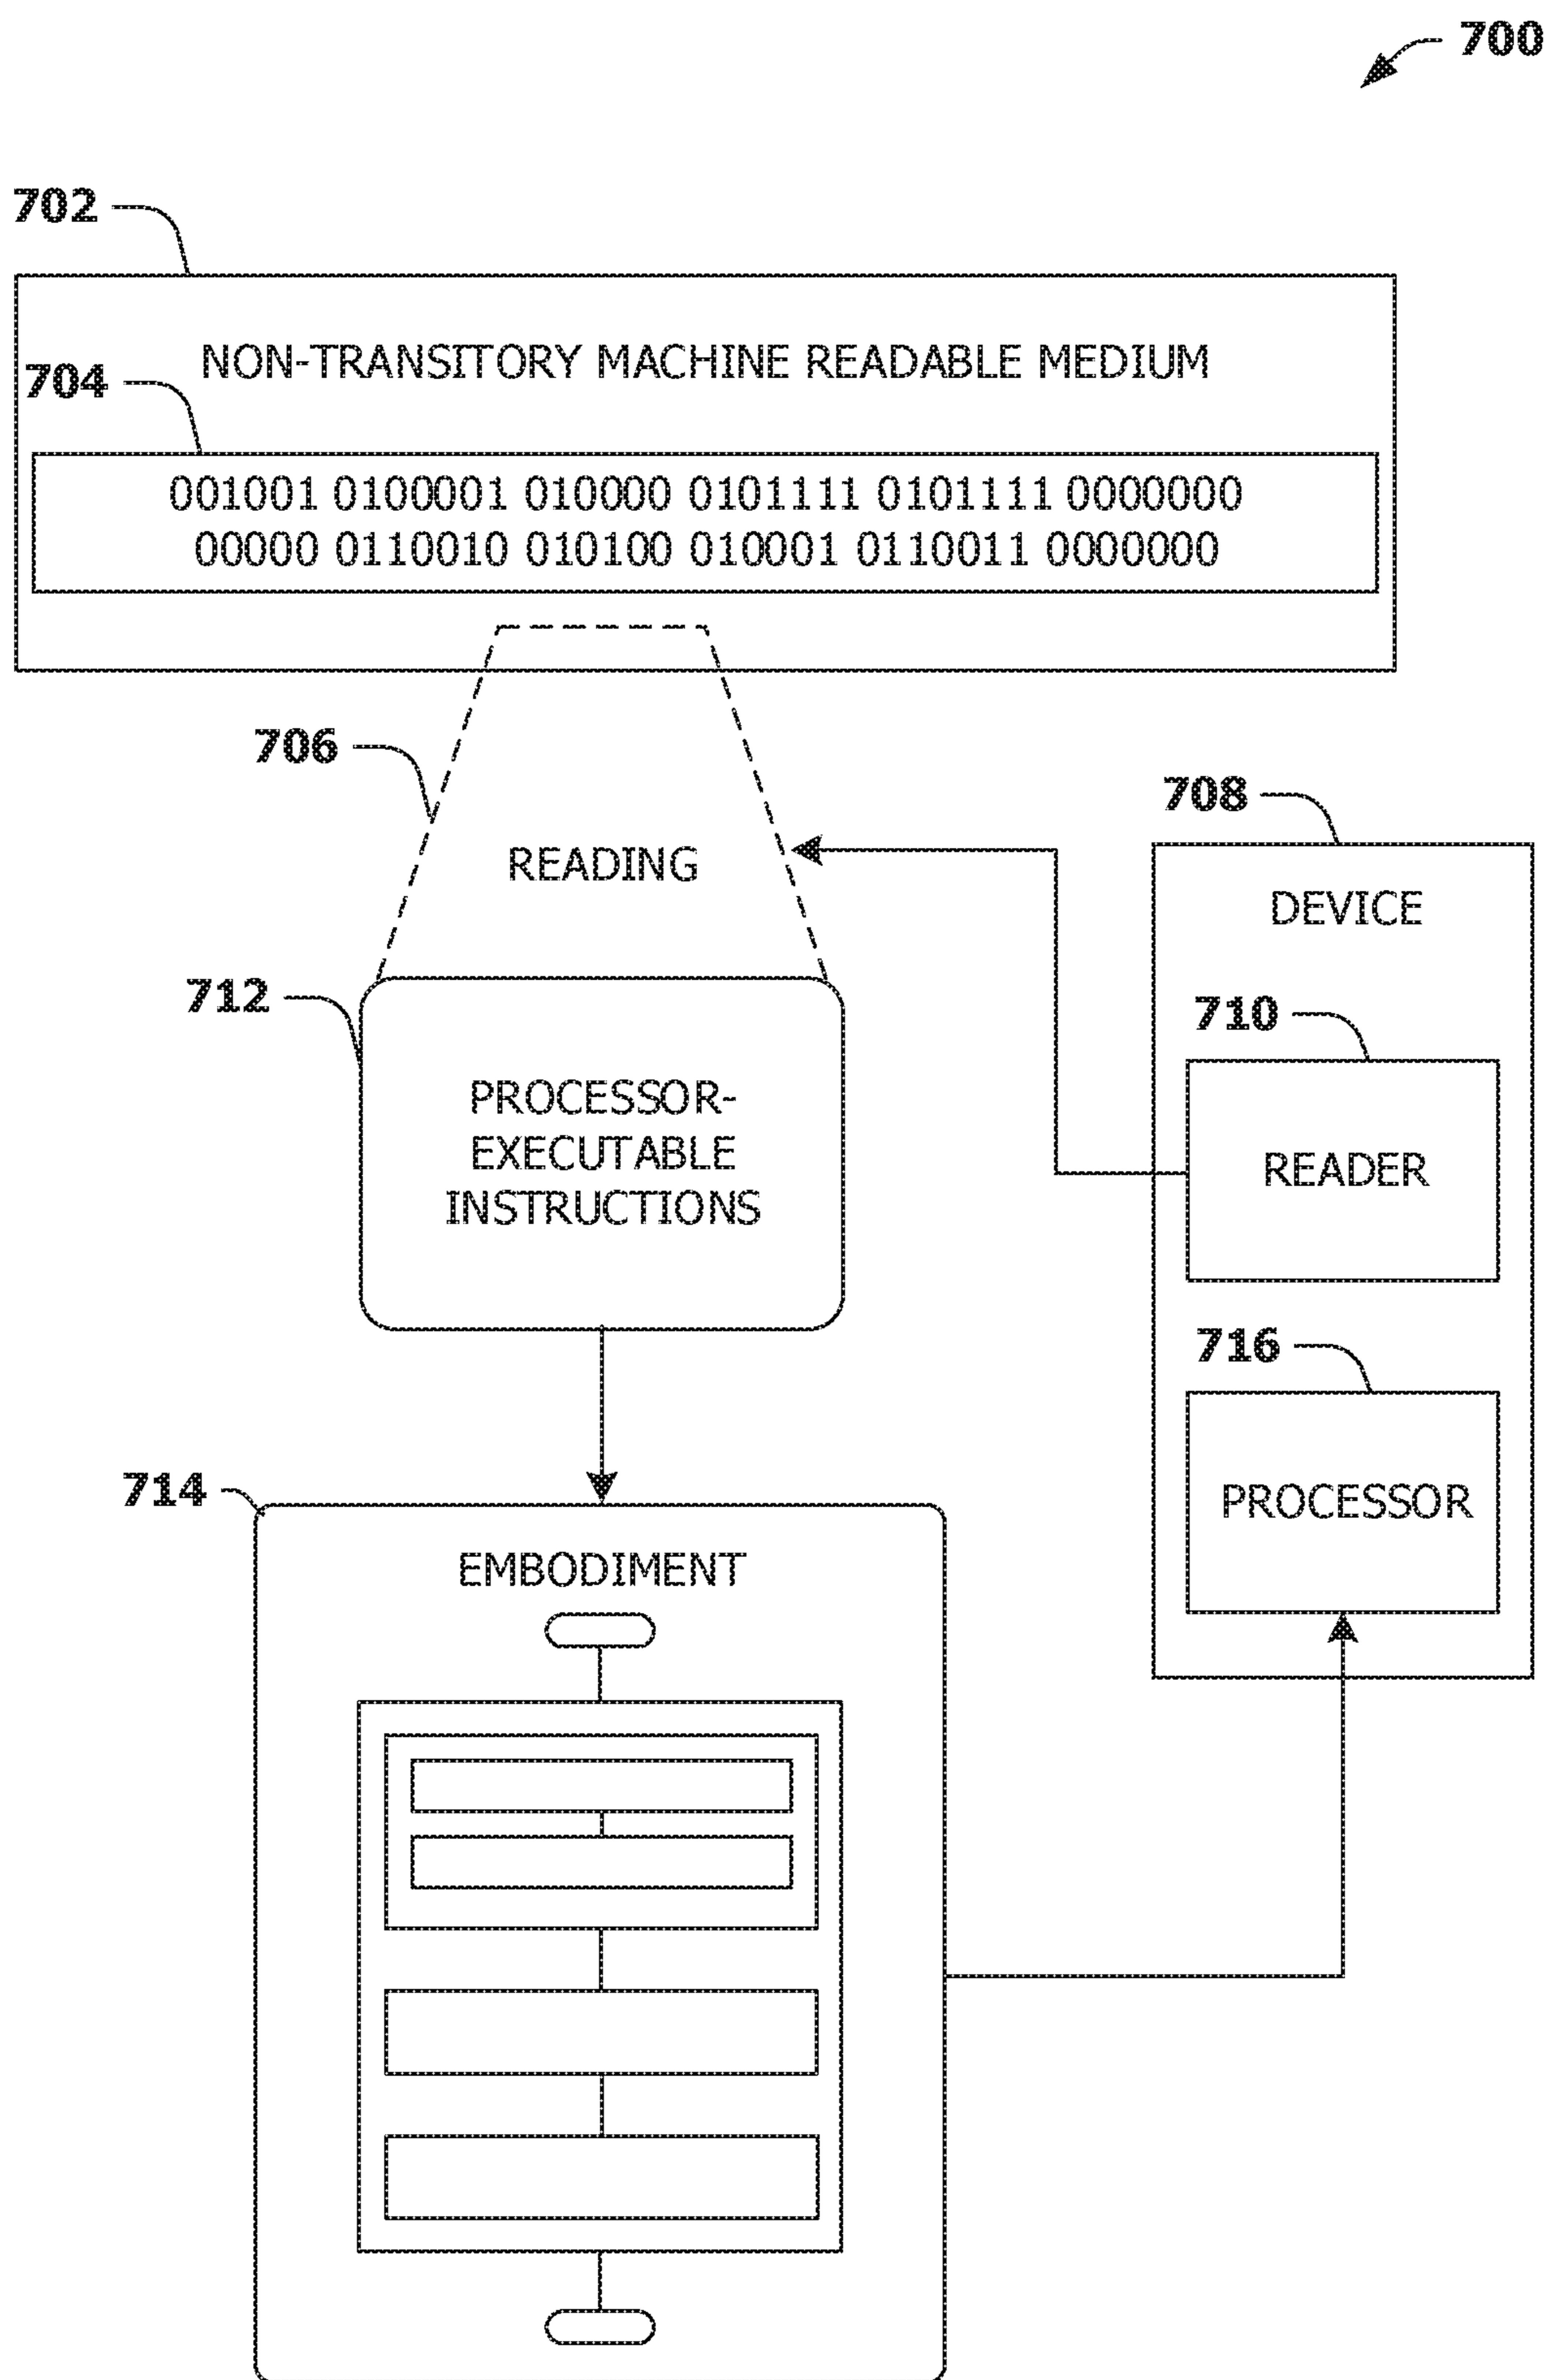 700
702
NON-TRANSITORY MACHINE READABLE MEDIUM
704
001001 0100001 010000 0101111 0101111 0000000
00000 0110010 010100 010001 0110011 0000000
706
READING
708
DEVICE
712
PROCESSOR-
EXECUTABLE
INSTRUCTIONS
710
READER
716
PROCESSOR
714
EMBODIMENT